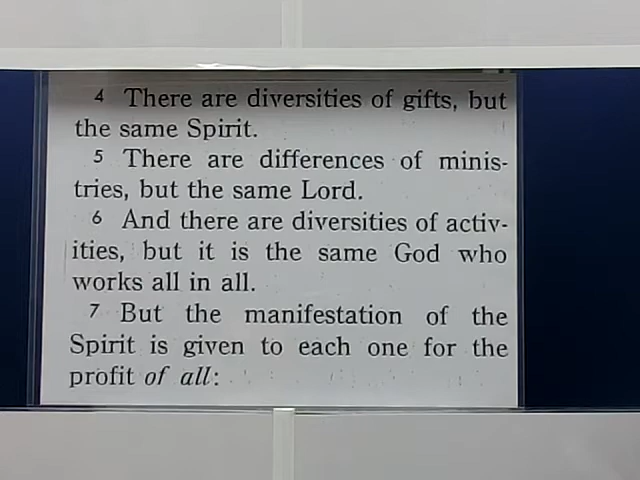 4 There are diversities of gifts, but
the same Spirit.
5 There are differences of minis-
tries, but the same Lord.
6 And there are diversities of activ-
ities, but it is the same God who
works all in all.
7 But the manifestation of the
Spirit is given to each one for the
profit of all: